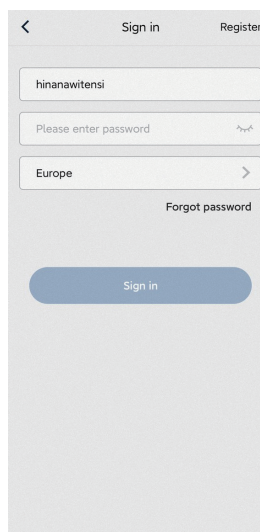 Sign in Register
hinanawitensi
Please enter password
Europe
Forgot password
Sign in